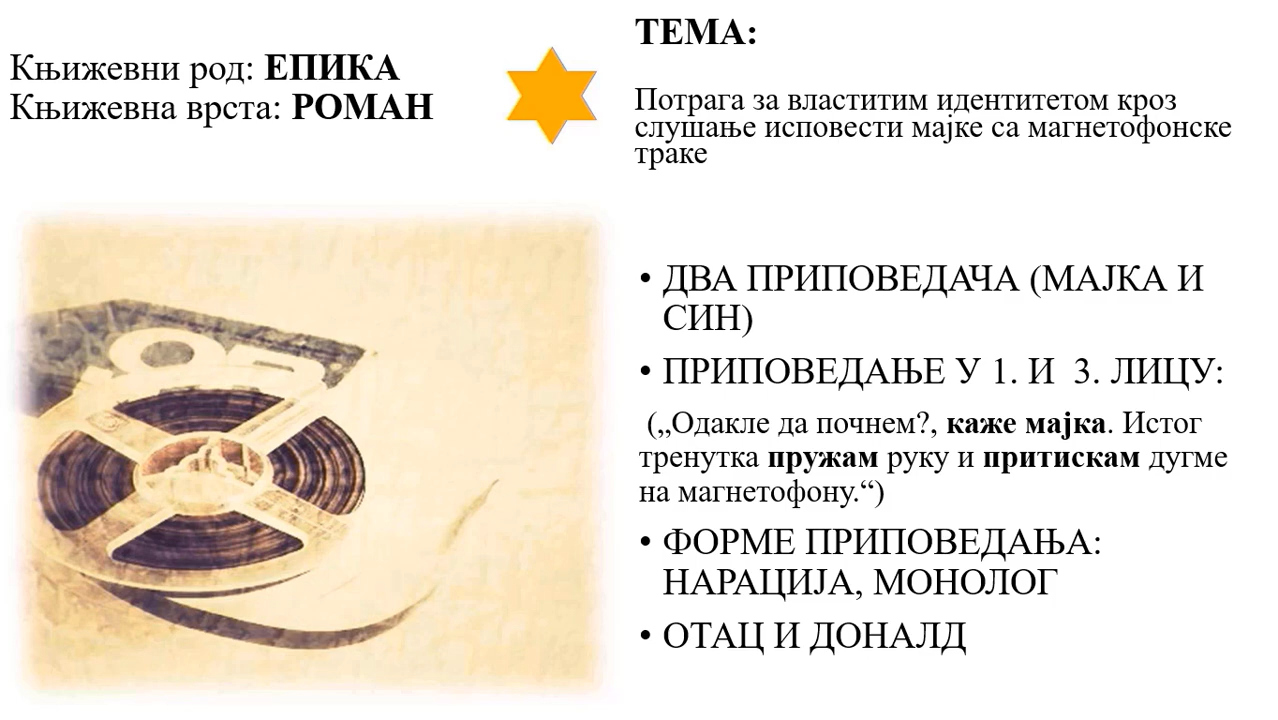 Књижевни род: ЕПИКА
Књижевна врста: РОМАН
ТЕМА:
Потрага за властитим идентитетом кроз
слушање исповести мајке са магнетофонске
траке
• ДВА ПРИПОВЕДАЧА (МАЈКА И
СИН)
• ПРИПОВЕДАЊЕ У 1. И 3. ЛИЦУ:
(„Одакле да почнем?, каже мајка. Истог
тренутка пружам руку и притискам дугме
на магнетофону.“)
• ФОРМЕ ПРИПОВЕДАЊА:
НАРАЦИЈА, МОНОЛОГ
• ОТАЦ И ДОНАЛД